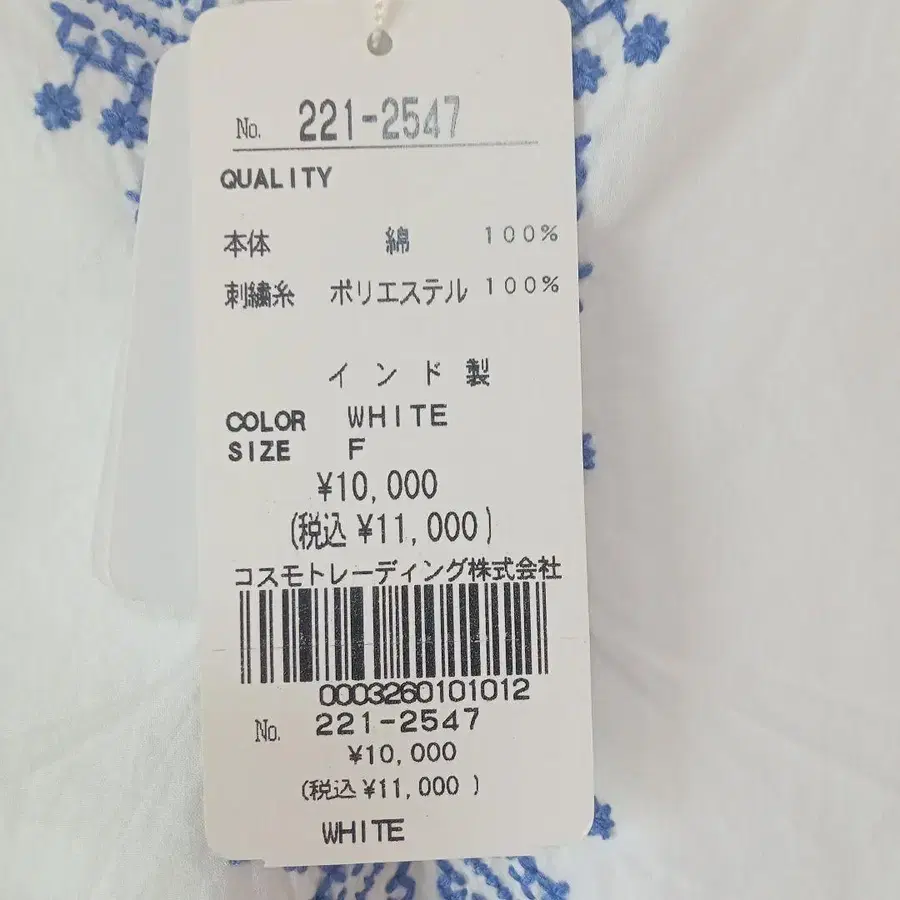 No. 221-2547
QUALITY
本体 綿 100%
刺繍糸 ポリエステル 100%
インド製
COLOR WHITE
SIZE F
¥10,000
(税込¥11,000)
コスモトレーディング株式会社
0003260101012
No. 221-2547
¥10,000
(税込¥11,000)
WHITE